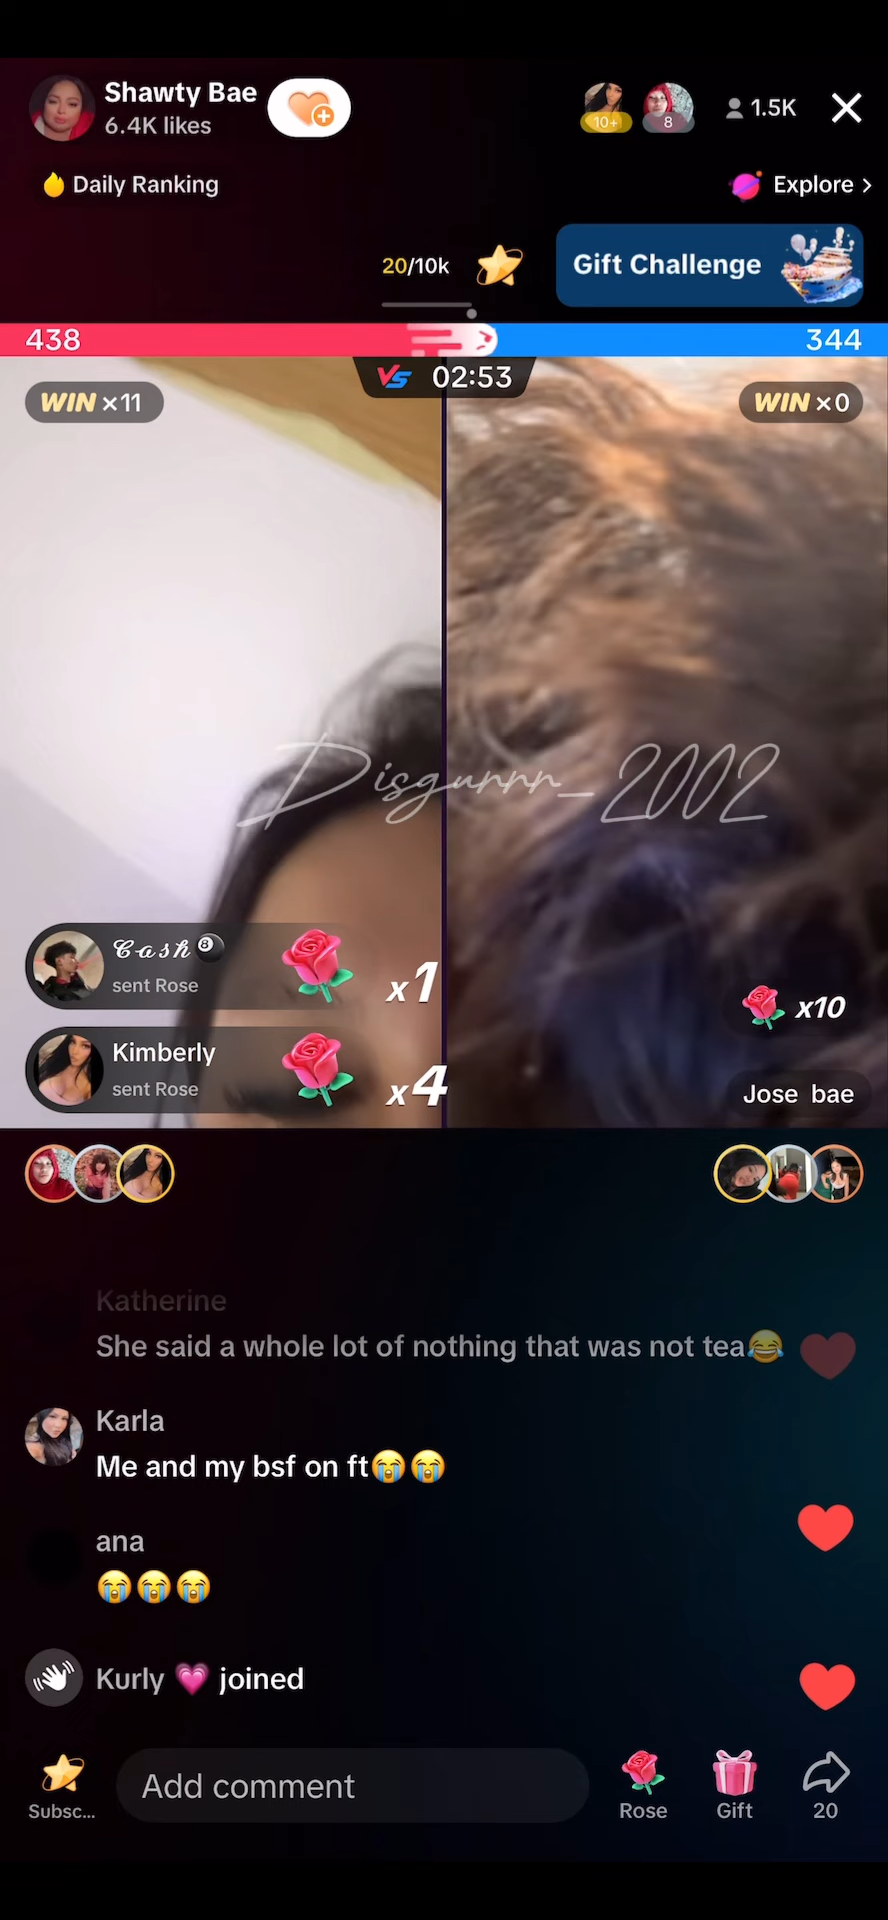 Shawty Bae
6.4K likes
10+
8
1.5K
Daily Ranking
Explore >
20/10k
Gift Challenge
438
344
VS 02:53
WIN x11
WIN x0
Disgunnn_2002
𝒞𝒶𝓈𝒽🎱
sent Rose
x1
Kimberly
sent Rose
x4
x10
Jose bae
Katherine
She said a whole lot of nothing that was not tea😂
Karla
Me and my bsf on ft😭😭
ana
😭😭😭
Kurly 💗 joined
Subsc...
Add comment
Rose
Gift
20